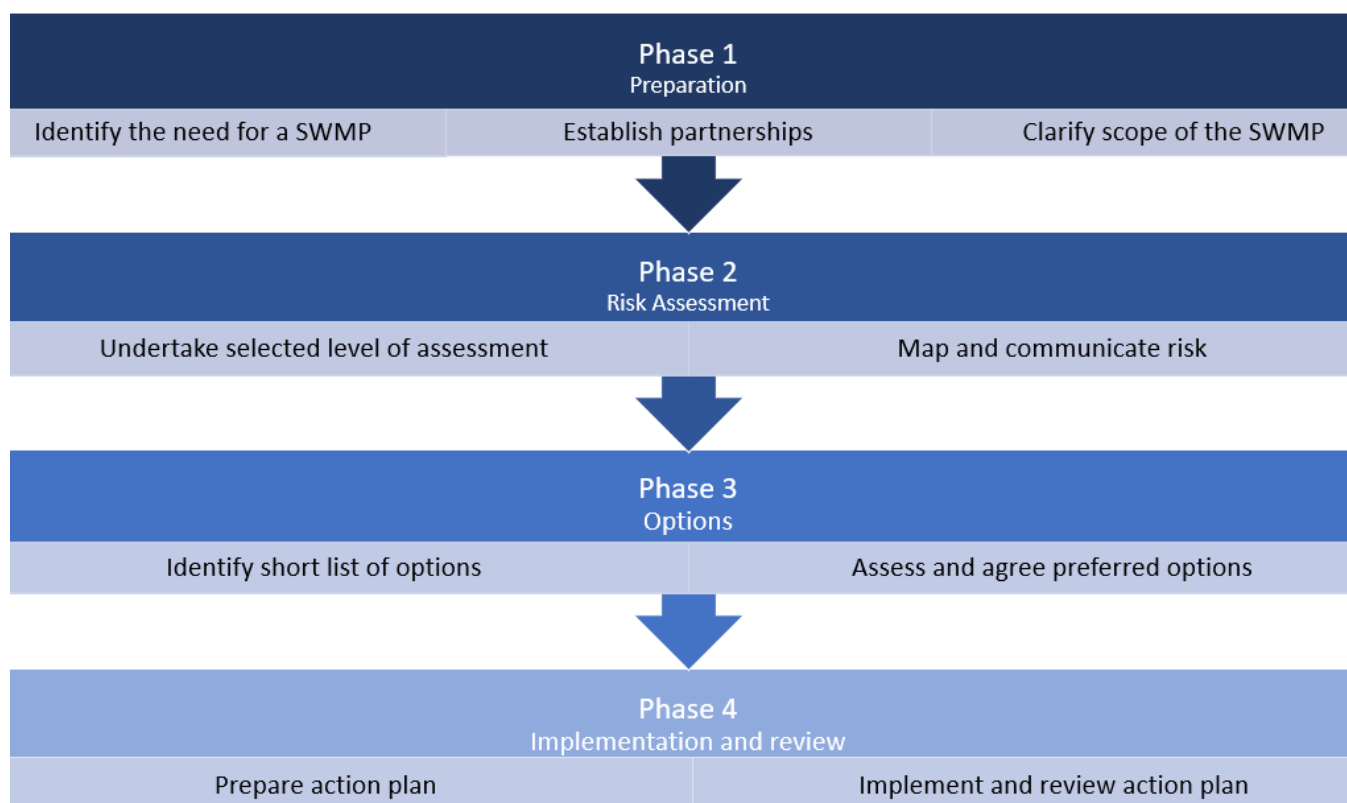 Phase 1
Preparation
Identify the need for a SWMP
Establish partnerships
Clarify scope of the SWMP
Phase 2
Risk Assessment
Undertake selected level of assessment
Map and communicate risk
Phase 3
Options
Identify short list of options
Assess and agree preferred options
Phase 4
Implementation and review
Prepare action plan
Implement and review action plan